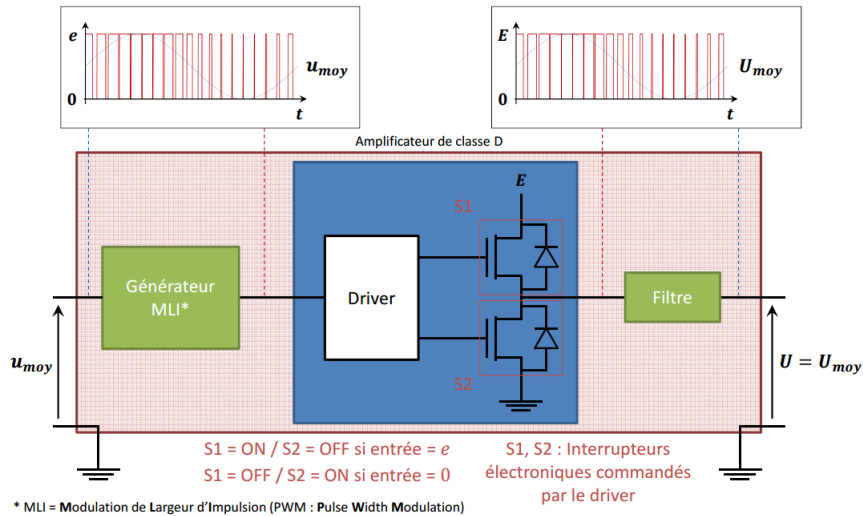 e
u_moy
0
t
E
U_moy
0
t
Amplificateur de classe D
E
S1
Générateur
MLI*
Driver
Filtre
u_moy
U = U_moy
S2
S1 = ON / S2 = OFF si entrée = e
S1 = OFF / S2 = ON si entrée = 0
S1, S2 : Interrupteurs
électroniques commandés
par le driver
* MLI = Modulation de Largeur d'Impulsion (PWM : Pulse Width Modulation)